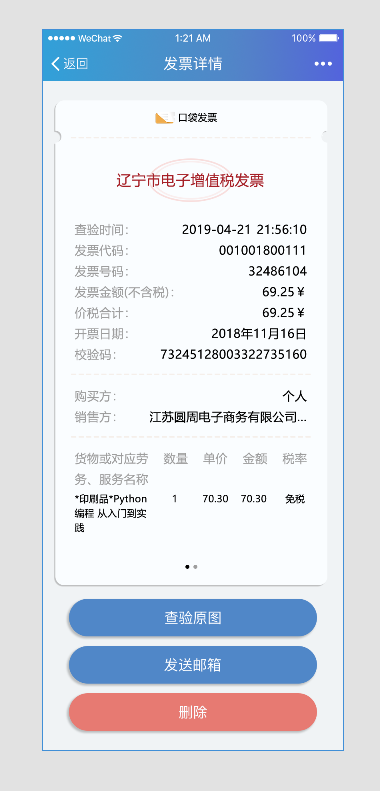 WeChat 1:21 AM 100%
返回 发票详情
口袋发票
辽宁市电子增值税发票
查验时间: 2019-04-21 21:56:10
发票代码: 001001800111
发票号码: 32486104
发票金额(不含税): 69.25￥
价税合计: 69.25￥
开票日期: 2018年11月16日
校验码: 73245128003322735160
购买方: 个人
销售方: 江苏圆周电子商务有限公司...
货物或对应劳 数量 单价 金额 税率
务、服务名称
*印刷品*Python 1 70.30 70.30 免税
编程 从入门到实
践
查验原图
发送邮箱
删除